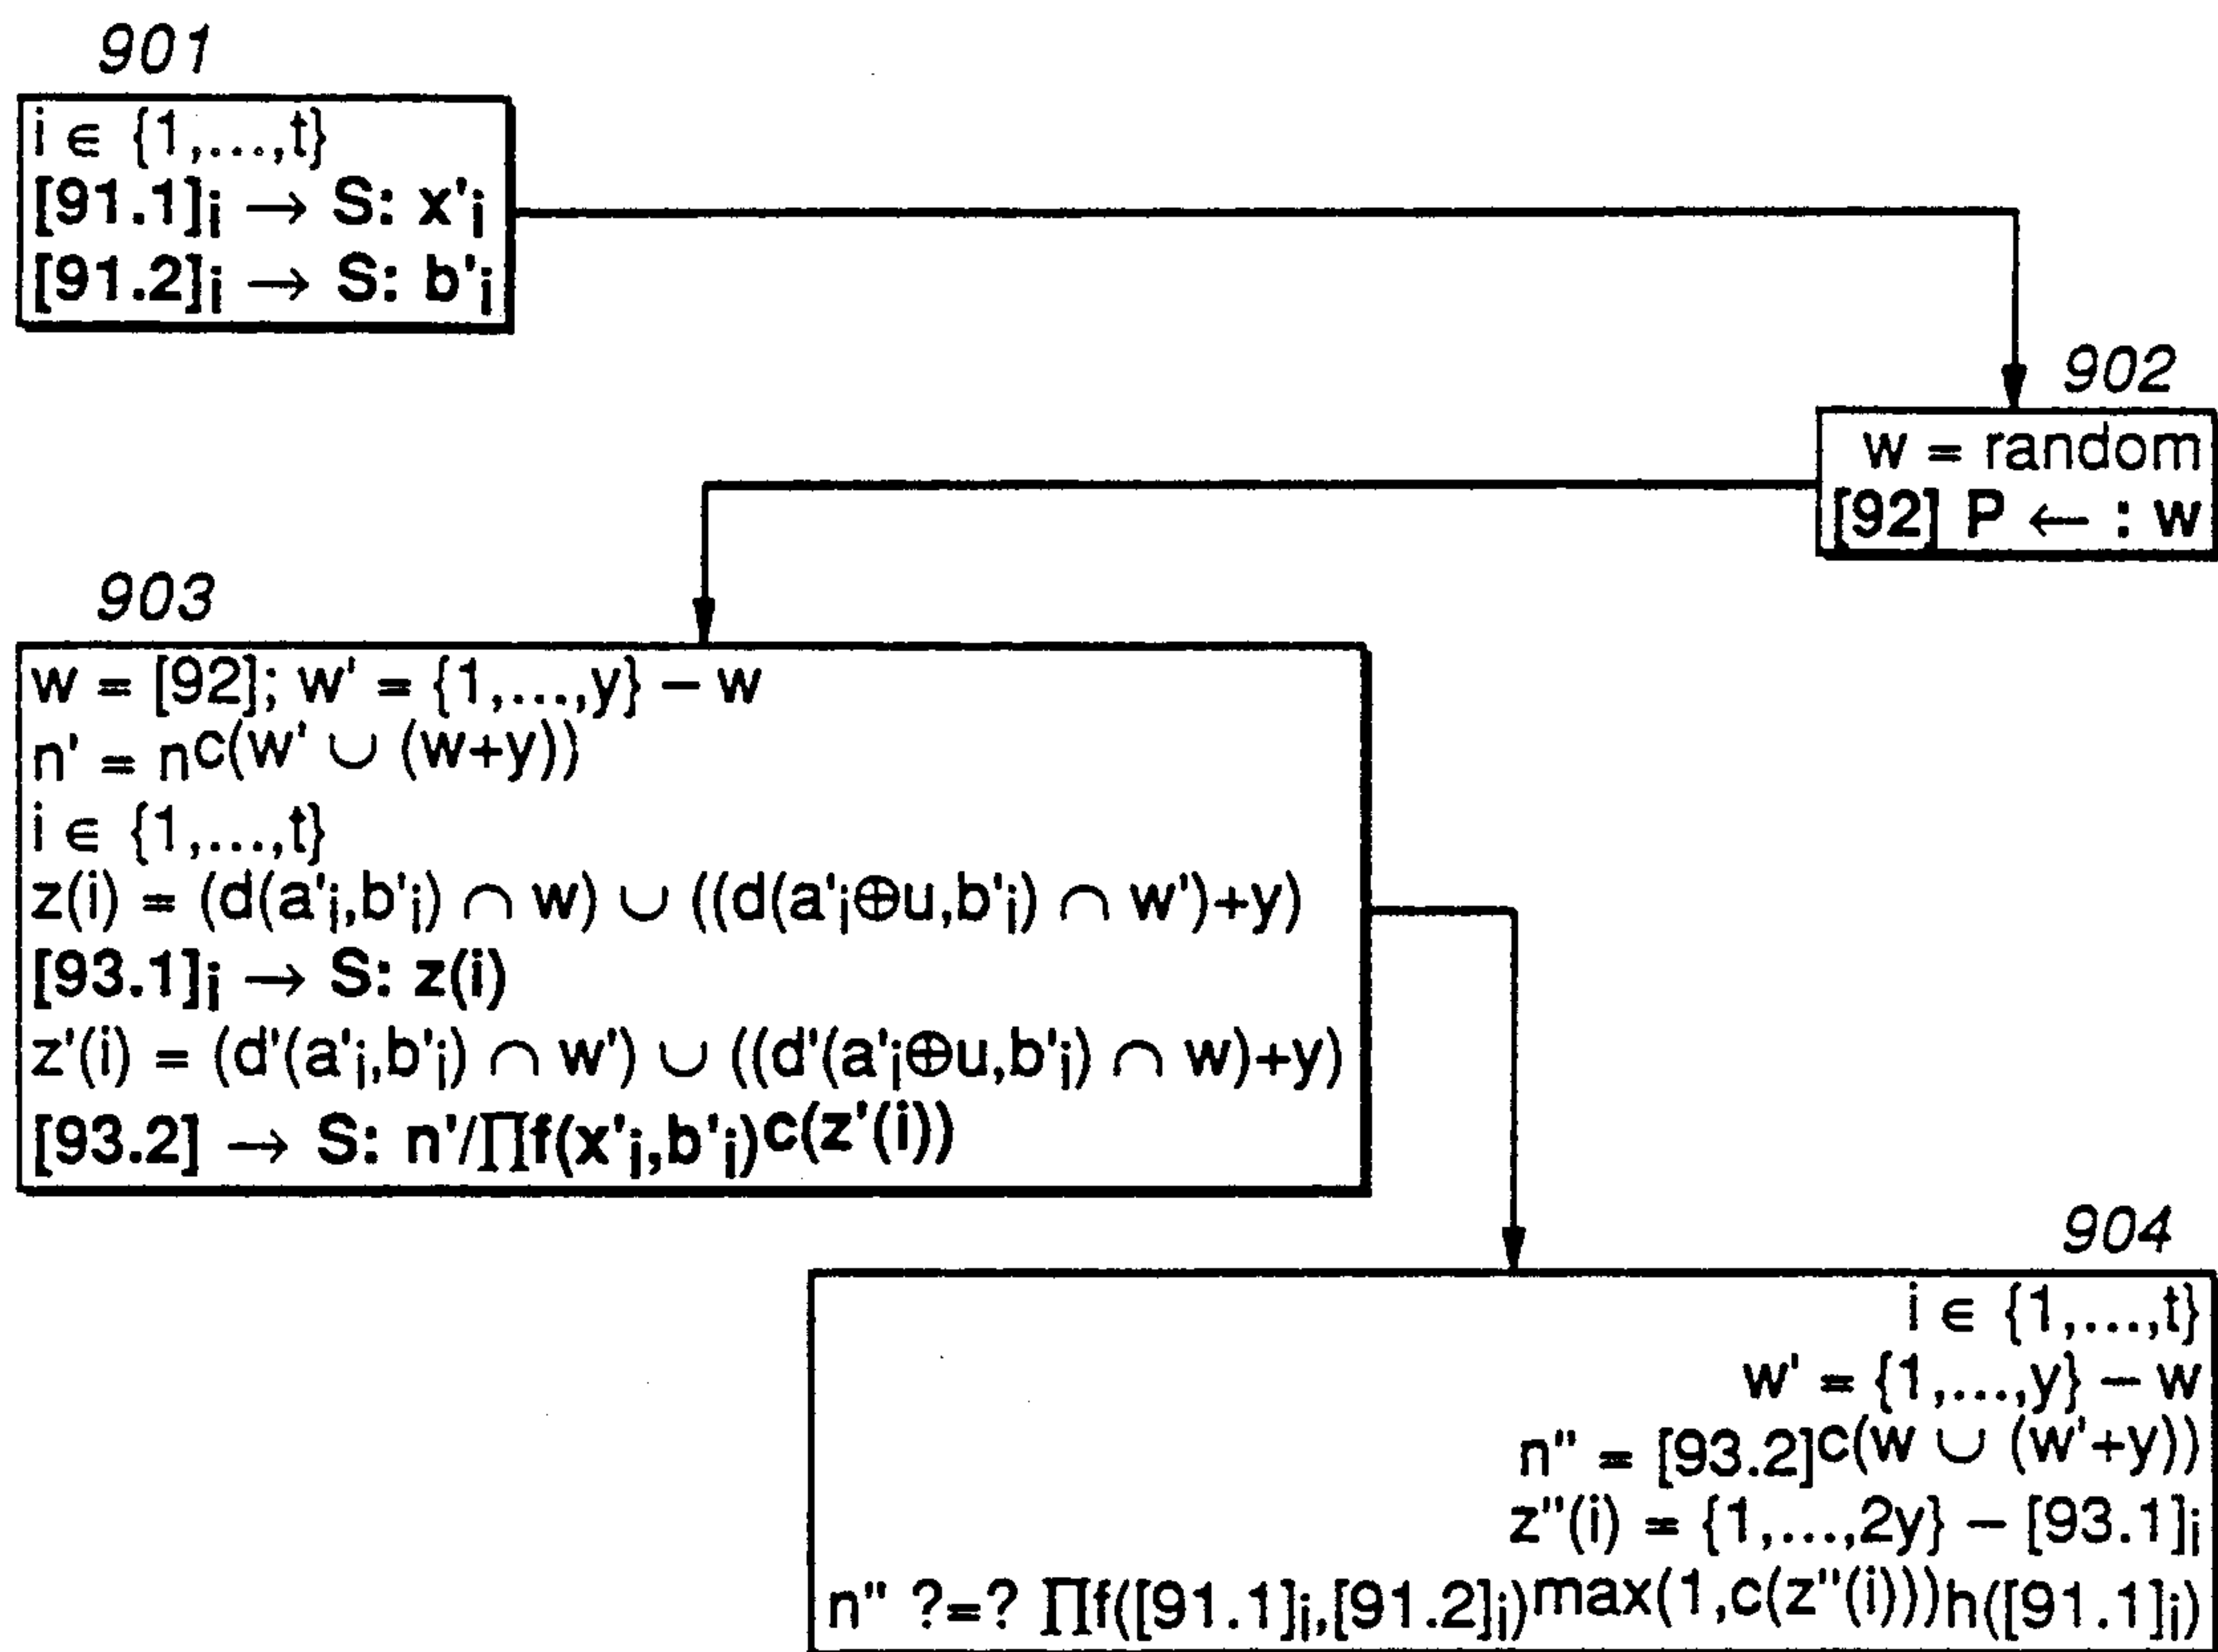 901
i ∈ {1,...,t}
[91.1]i → S: x'i
[91.2]i → S: b'i
902
w = random
[92] P ← : w
903
w = [92]; w' = {1,...,y} – w
n' = nc(w' ∪ (w+y))
i ∈ {1,...,t}
z(i) = (d(a'i,b'i) ∩ w) ∪ ((d(a'i⊕u,b'i) ∩ w')+y)
[93.1]i → S: z(i)
z'(i) = (d'(a'i,b'i) ∩ w') ∪ ((d'(a'i⊕u,b'i) ∩ w)+y)
[93.2] → S: n'/∏f(x'i,b'i)c(z'(i))
904
i ∈ {1,...,t}
w' = {1,...,y} – w
n" = [93.2]c(w ∪ (w'+y))
z"(i) = {1,...,2y} – [93.1]i
n" ?=? ∏f([91.1]i,[91.2]i)max(1,c(z"(i)))h([91.1]i)